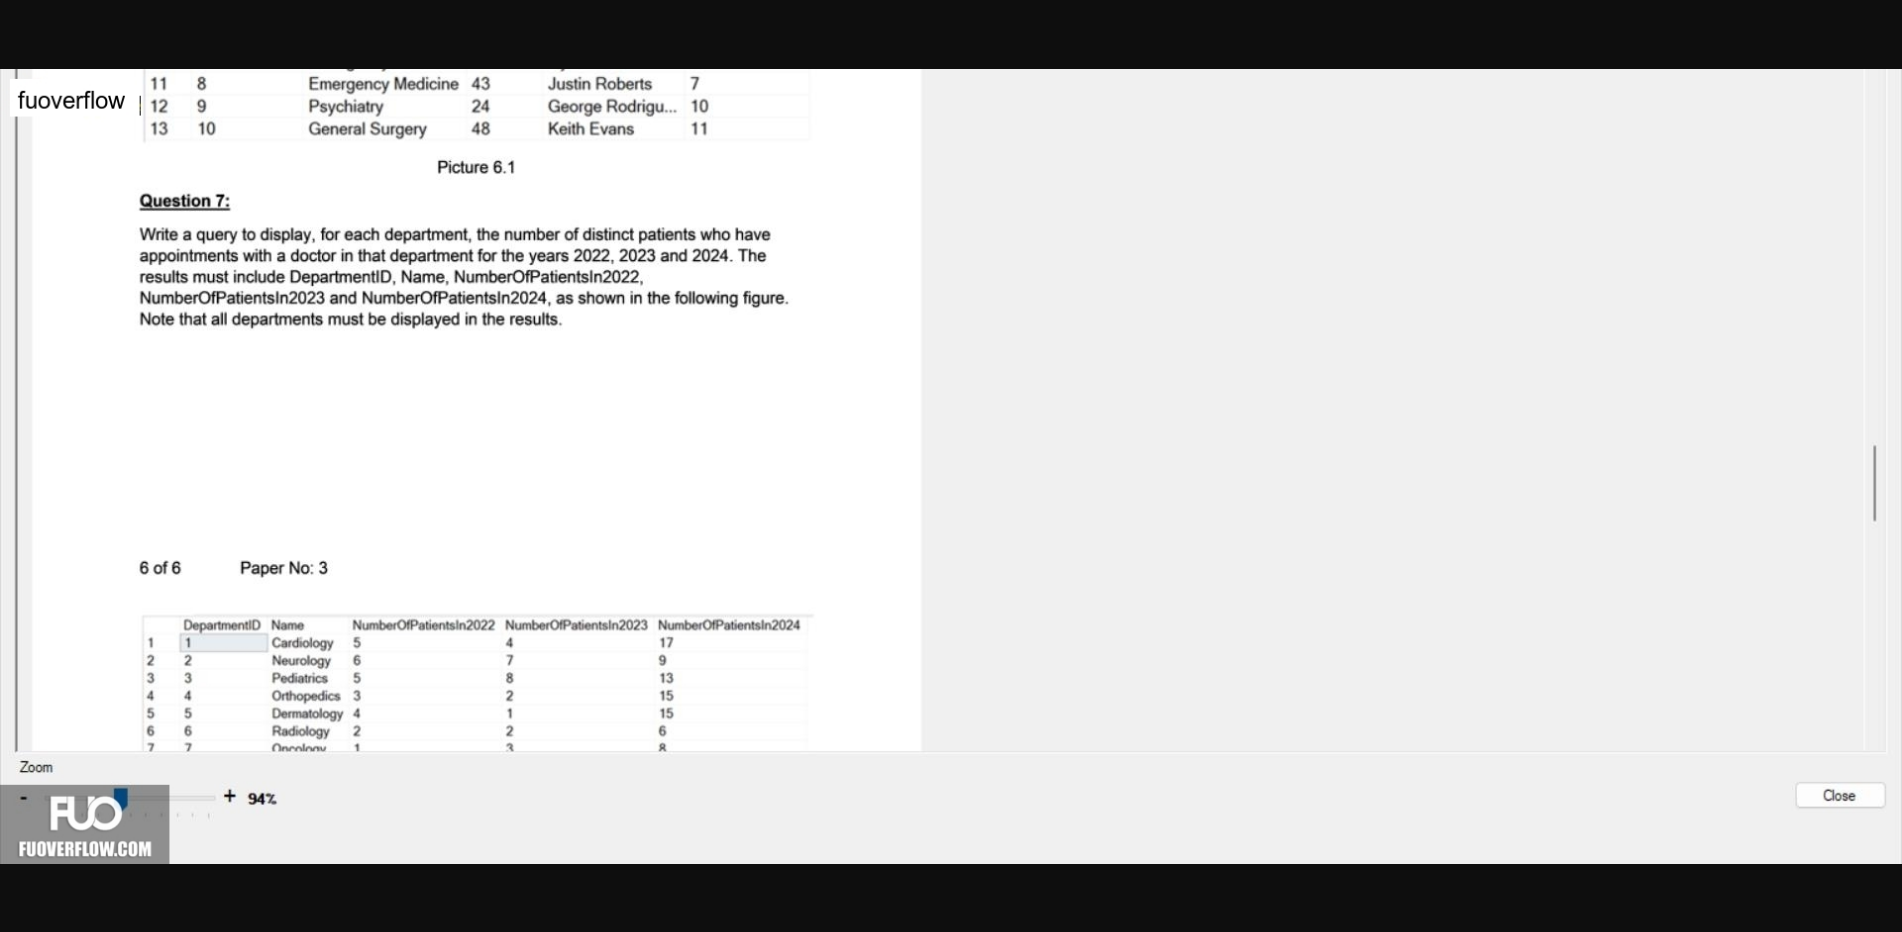 11 8 Emergency Medicine 43 Justin Roberts 7
fuoverflow
12 9 Psychiatry 24 George Rodrigu... 10
13 10 General Surgery 48 Keith Evans 11
Picture 6.1
Question 7:
Write a query to display, for each department, the number of distinct patients who have
appointments with a doctor in that department for the years 2022, 2023 and 2024. The
results must include DepartmentID, Name, NumberOfPatientsIn2022,
NumberOfPatientsIn2023 and NumberOfPatientsIn2024, as shown in the following figure.
Note that all departments must be displayed in the results.
6 of 6 Paper No: 3
DepartmentID Name NumberOfPatientsIn2022 NumberOfPatientsIn2023 NumberOfPatientsIn2024
1 1 Cardiology 5 4 17
2 2 Neurology 6 7 9
3 3 Pediatrics 5 8 13
4 4 Orthopedics 3 2 15
5 5 Dermatology 4 1 15
6 6 Radiology 2 2 6
7 7 Oncology 1 3 8
Zoom
- + 94%
Close
FUO
FUOVERFLOW.COM